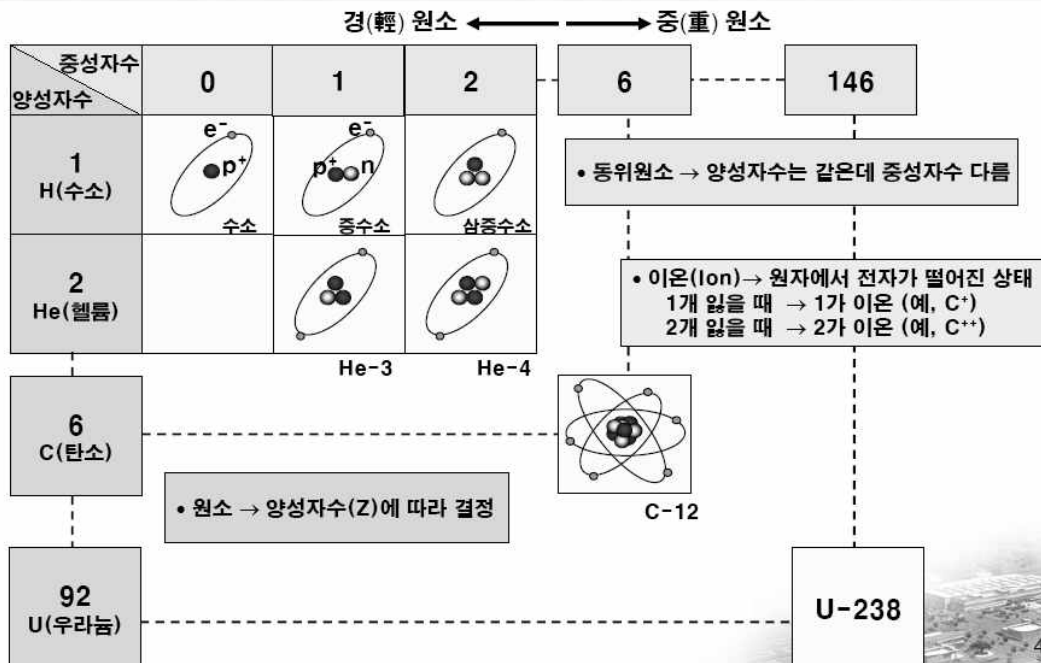 경(輕) 원소 ←→ 중(重) 원소
중성자수
양성자수
0 1 2 6 146
1
H(수소)
e⁻
p⁺
수소
e⁻
p⁺ n
중수소
삼중수소
• 동위원소 → 양성자수는 같은데 중성자수 다름
2
He(헬륨)
He-3
He-4
• 이온(Ion) → 원자에서 전자가 떨어진 상태
1개 잃을 때 → 1가 이온 (예, C⁺)
2개 잃을 때 → 2가 이온 (예, C⁺⁺)
6
C(탄소)
C-12
• 원소 → 양성자수(Z)에 따라 결정
92
U(우라늄)
U-238
4